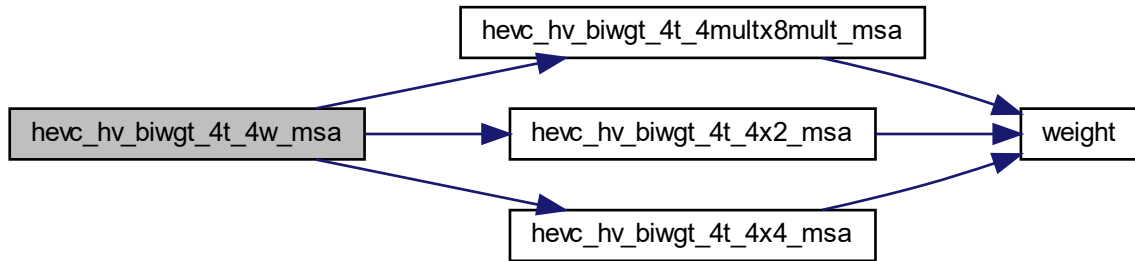 hevc_hv_biwgt_4t_4multx8mult_msa
hevc_hv_biwgt_4t_4w_msa
hevc_hv_biwgt_4t_4x2_msa
weight
hevc_hv_biwgt_4t_4x4_msa